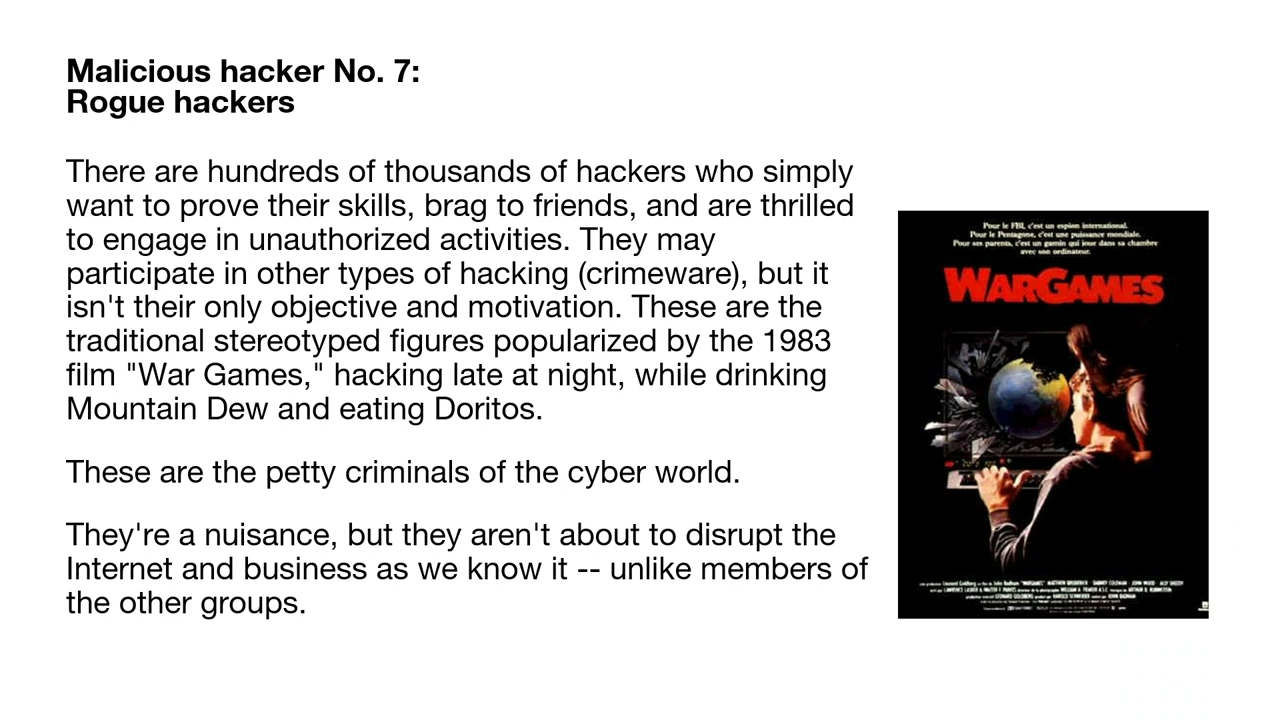 Malicious hacker No. 7:
Rogue hackers
There are hundreds of thousands of hackers who simply
want to prove their skills, brag to friends, and are thrilled
to engage in unauthorized activities. They may
participate in other types of hacking (crimeware), but it
isn't their only objective and motivation. These are the
traditional stereotyped figures popularized by the 1983
film "War Games," hacking late at night, while drinking
Mountain Dew and eating Doritos.
These are the petty criminals of the cyber world.
They're a nuisance, but they aren't about to disrupt the
Internet and business as we know it -- unlike members of
the other groups.
Pour le FBI, c'est un espion international.
Pour le Pentagone, c'est une puissance mondiale.
Pour ses parents, c'est un gamin qui joue dans sa chambre
avec son ordinateur.
WARGAMES